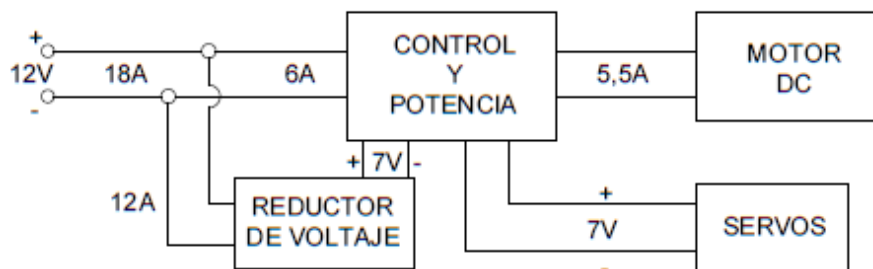 +
12V
-
18A
6A
CONTROL
Y
POTENCIA
5,5A
MOTOR
DC
+ 7V -
12A
REDUCTOR
DE VOLTAJE
+
7V
SERVOS